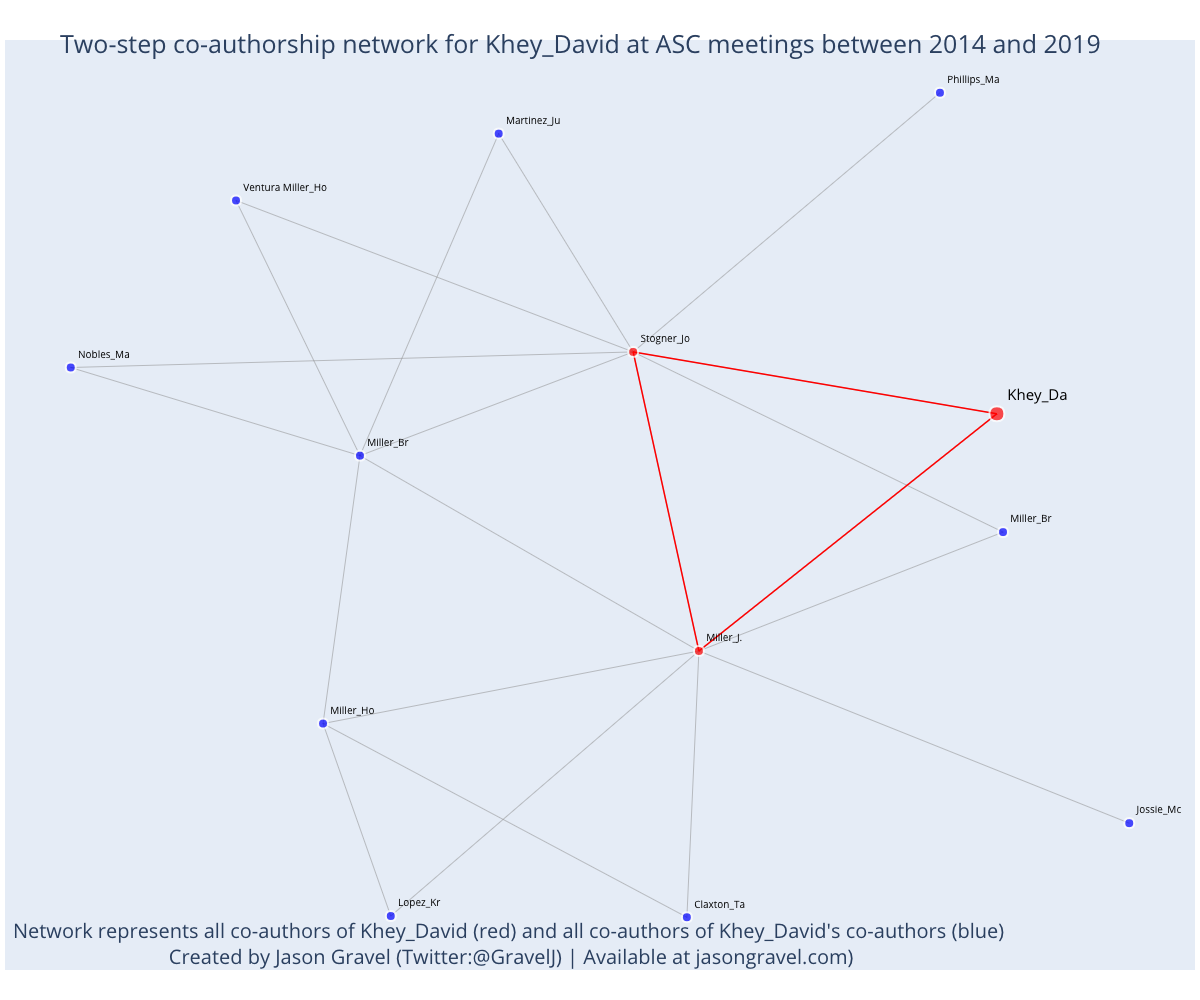 Two-step co-authorship network for Khey_David at ASC meetings between 2014 and 2019
Phillips_Ma
Martinez_Ju
Ventura Miller_Ho
Stogner_Jo
Nobles_Ma
Khey_Da
Miller_Br
Miller_Br
Miller_J.
Miller_Ho
Jossie_Mc
Lopez_Kr
Claxton_Ta
Network represents all co-authors of Khey_David (red) and all co-authors of Khey_David's co-authors (blue)
Created by Jason Gravel (Twitter:@GravelJ) | Available at jasongravel.com)